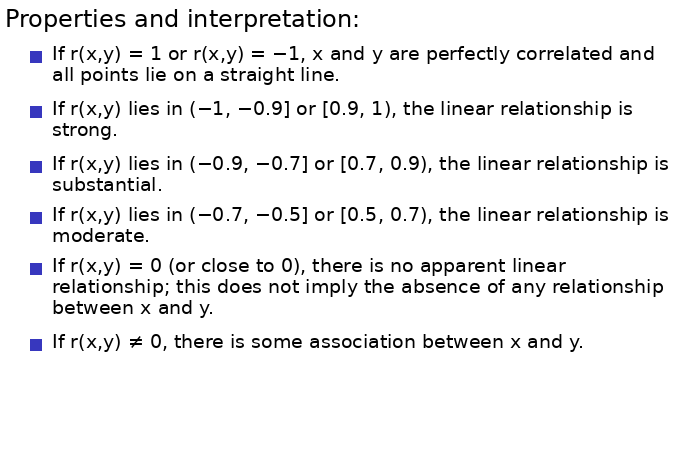 Properties and interpretation:
If r(x,y) = 1 or r(x,y) = −1, x and y are perfectly correlated and
all points lie on a straight line.
If r(x,y) lies in (−1, −0.9] or [0.9, 1), the linear relationship is
strong.
If r(x,y) lies in (−0.9, −0.7] or [0.7, 0.9), the linear relationship is
substantial.
If r(x,y) lies in (−0.7, −0.5] or [0.5, 0.7), the linear relationship is
moderate.
If r(x,y) = 0 (or close to 0), there is no apparent linear
relationship; this does not imply the absence of any relationship
between x and y.
If r(x,y) ≠ 0, there is some association between x and y.